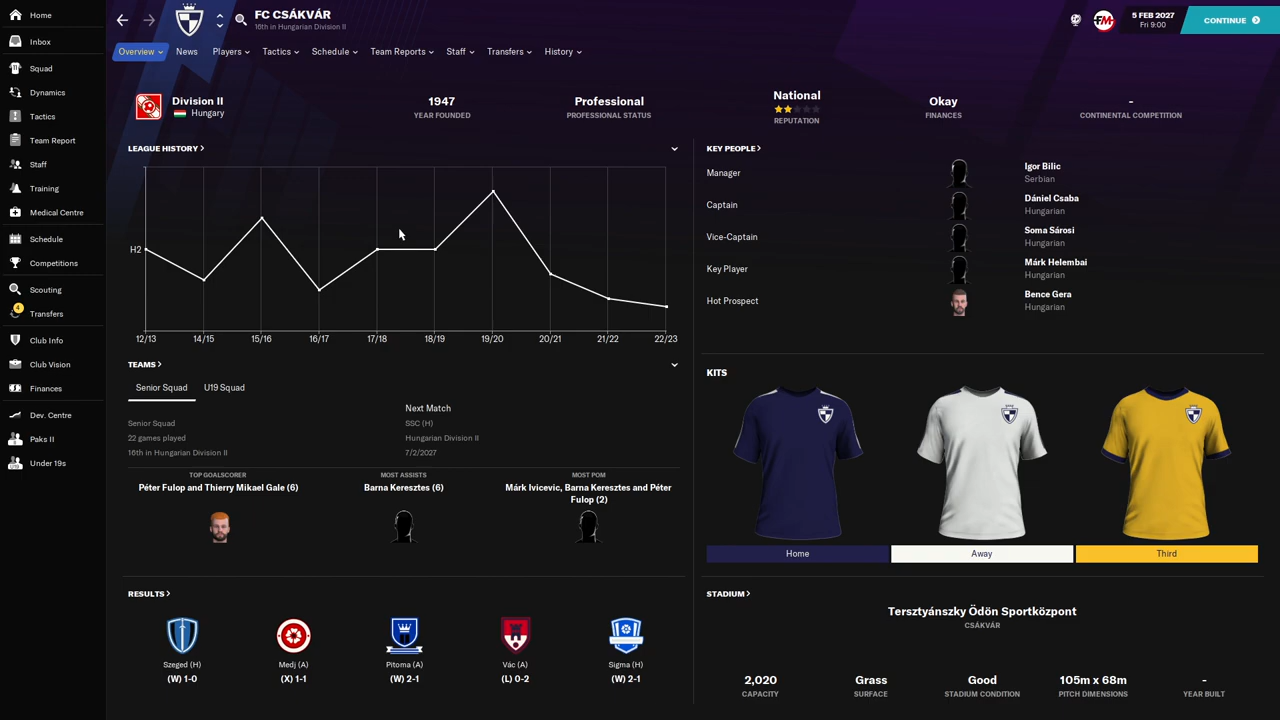 Home
Inbox
Squad
Dynamics
Tactics
Team Report
Staff
Training
Medical Centre
Schedule
Competitions
Scouting
4
Transfers
Club Info
Club Vision
Finances
Dev. Centre
Paks II
Under 19s
FC CSÁKVÁR
16th in Hungarian Division II
FM
5 FEB 2027
Fri 9:00
CONTINUE
Overview
News
Players
Tactics
Schedule
Team Reports
Staff
Transfers
History
Division II
Hungary
1947
YEAR FOUNDED
Professional
PROFESSIONAL STATUS
National
REPUTATION
Okay
FINANCES
-
CONTINENTAL COMPETITION
LEAGUE HISTORY
H2
12/13 14/15 15/16 16/17 17/18 18/19 19/20 20/21 21/22 22/23
TEAMS
Senior Squad U19 Squad
Next Match
Senior Squad SSC (H)
22 games played Hungarian Division II
16th in Hungarian Division II 7/2/2027
TOP GOALSCORER
Péter Fulop and Thierry Mikael Gale (6)
MOST ASSISTS
Barna Keresztes (6)
MOST POM
Márk Ivicevic, Barna Keresztes and Péter
Fulop (2)
RESULTS
Szeged (H)
(W) 1-0
Medj (A)
(X) 1-1
Pitoma (A)
(W) 2-1
Vác (A)
(L) 0-2
Sigma (H)
(W) 2-1
KEY PEOPLE
Manager
Igor Bilic
Serbian
Captain
Dániel Csaba
Hungarian
Vice-Captain
Soma Sárosi
Hungarian
Key Player
Márk Helembai
Hungarian
Hot Prospect
Bence Gera
Hungarian
KITS
Home
Away
Third
STADIUM
Tersztyánszky Ödön Sportközpont
CSÁKVÁR
2,020
CAPACITY
Grass
SURFACE
Good
STADIUM CONDITION
105m x 68m
PITCH DIMENSIONS
-
YEAR BUILT